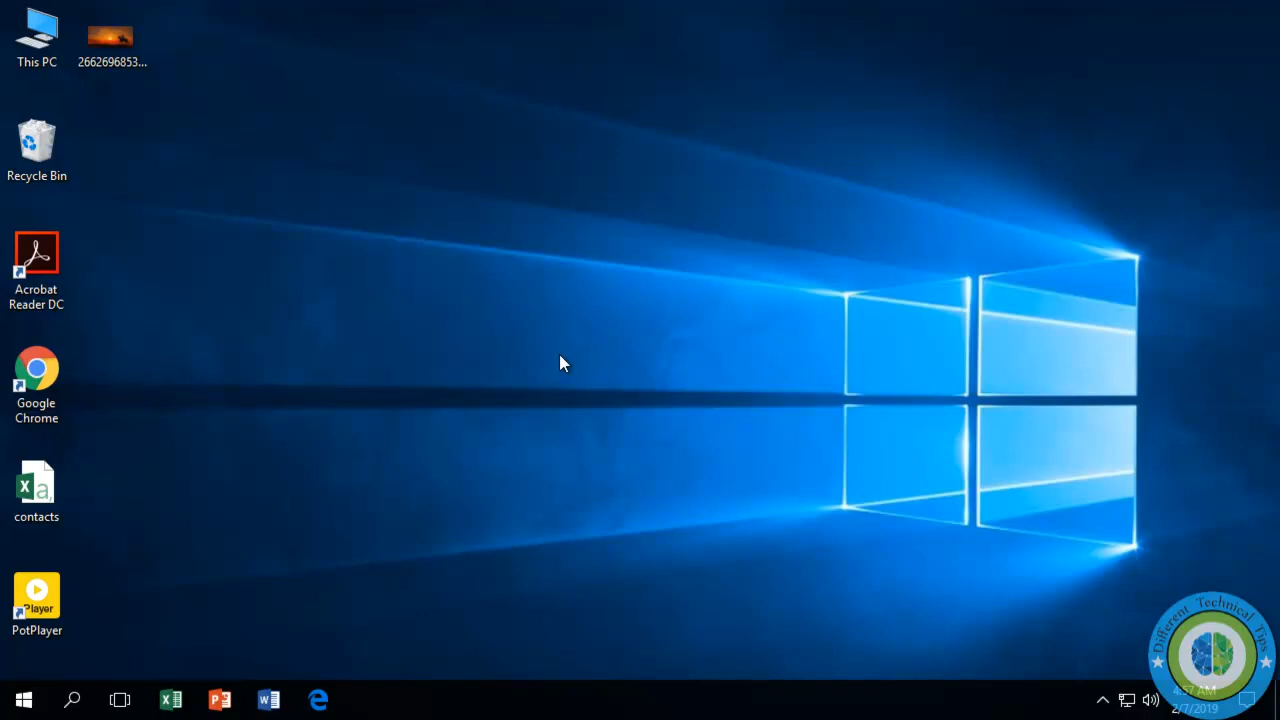 This PC
2662696853...
Recycle Bin
Acrobat
Reader DC
Google
Chrome
contacts
Player
PotPlayer
Different Technical Tips
4:57 AM
2/7/2019